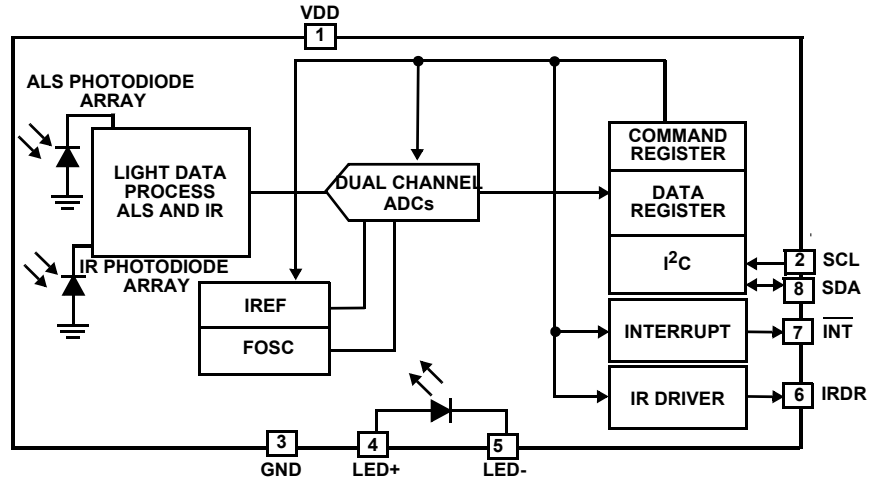 VDD
1
ALS PHOTODIODE
ARRAY
LIGHT DATA
PROCESS
ALS AND IR
DUAL CHANNEL
ADCs
COMMAND
REGISTER
DATA
REGISTER
I²C
2 SCL
8 SDA
IR PHOTODIODE
ARRAY
IREF
FOSC
INTERRUPT
7 I̅N̅T̅
IR DRIVER
6 IRDR
3
GND
4
LED+
5
LED-